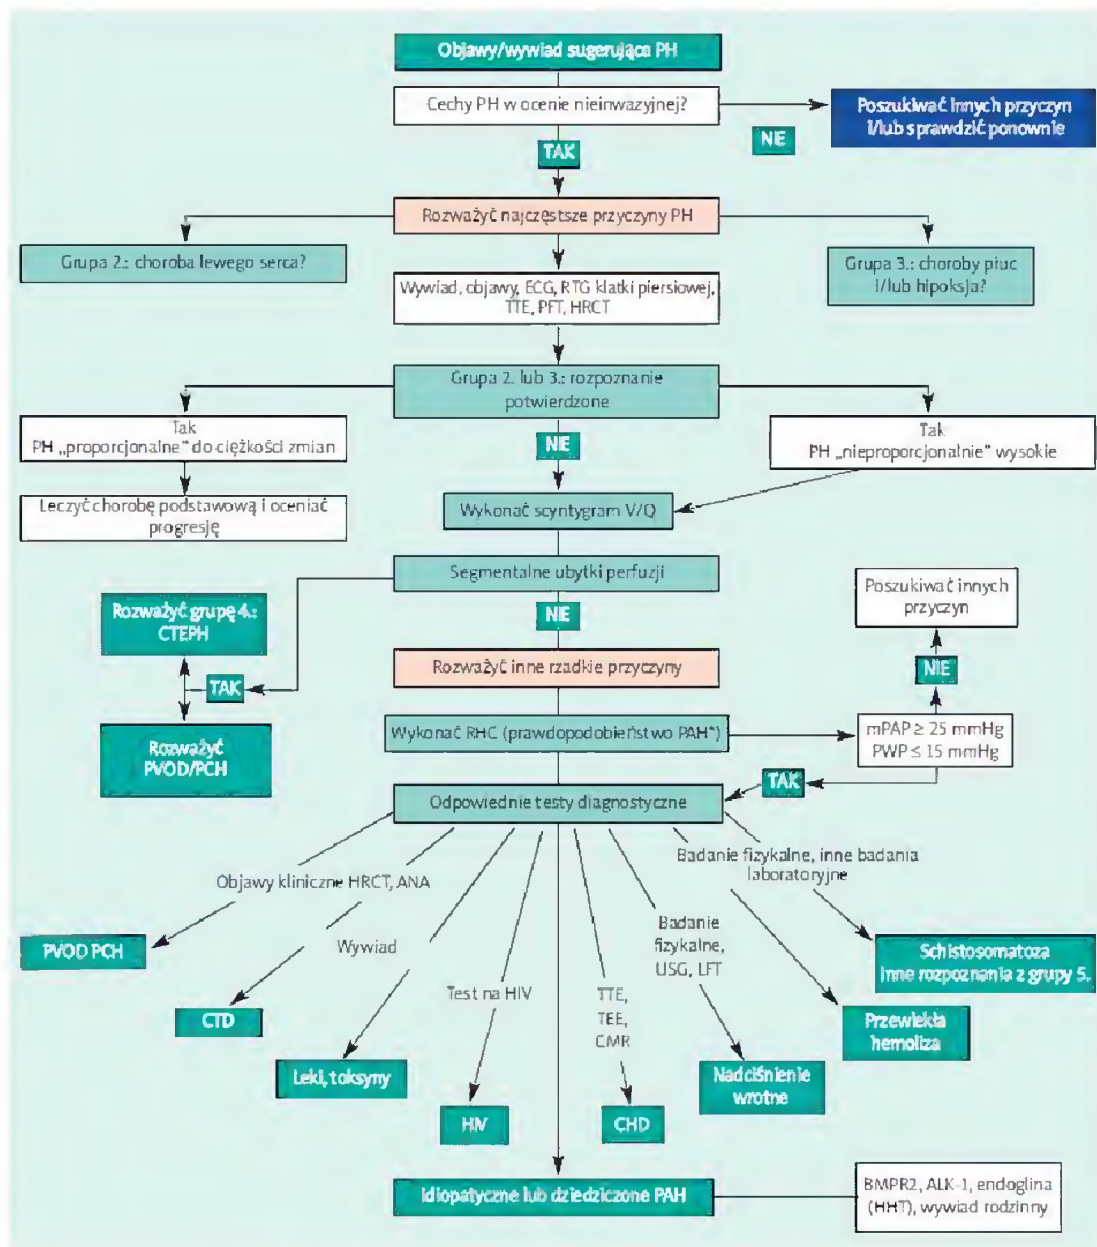 Objawy/wywiad sugerująca PH
Cechy PH w ocenie nieinwazyjnej?
Poszukiwać innych przyczyn
i/lub sprawdzić ponownie
NIE
TAK
Rozważyć najczęstsze przyczyny PH
Grupa 2.: choroba lewego serca?
Grupa 3.: choroby płuc
i/lub hipoksja?
Wywiad, objawy, ECG, RTG klatki piersiowej,
TTE, PFT, HRCT
Grupa 2. lub 3.: rozpoznanie
potwierdzone
Tak
PH „proporcjonalne” do ciężkości zmian
NIE
Tak
PH „nieproporcjonalnie” wysokie
Leczyć chorobę podstawową i oceniać
progresję
Wykonać scyntygram V/Q
Segmentalne ubytki perfuzji
Poszukiwać innych
przyczyn
Rozważyć grupę 4.:
CTEPH
NIE
Rozważyć inne rzadkie przyczyny
NIE
TAK
Wykonać RHC (prawdopodobieństwo PAH*)
mPAP ≥ 25 mmHg
PWP ≤ 15 mmHg
Rozważyć
PVOD/PCH
TAK
Odpowiednie testy diagnostyczne
Badanie fizykalne, inne badania
laboratoryjne
Objawy kliniczne HRCT, ANA
Wywiad
Badanie
fizykalne,
USG, LFT
PVOD PCH
Schistosomatoza
Inne rozpoznania z grupy 5.
Test na HIV
TTE,
TEE,
CMR
CTD
Przewlekła
hemoliza
Leki, toksyny
Nadciśnienie
wrotne
HIV
CHD
Idiopatyczne lub dziedziczone PAH
BMPR2, ALK-1, endoglina
(HHT), wywiad rodzinny